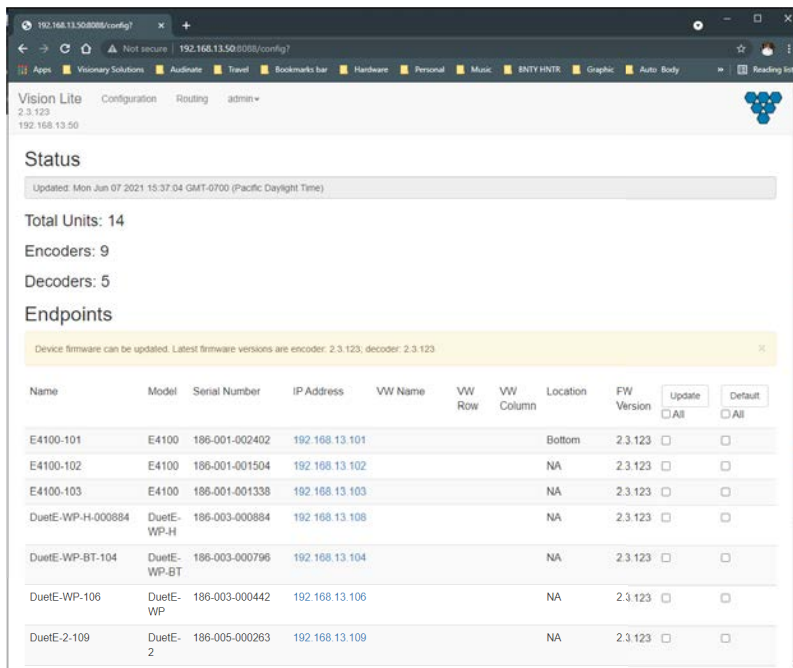 192.168.13.50:8088/config?
Not secure 192.168.13.50:8088/config?
Apps Visionary Solutions Audinate Travel Bookmarks bar Hardware Personal Music BNTY HNTR Graphic Auto Body » Reading list
Vision Lite Configuration Routing admin
2.3.123
192.168.13.50
Status
Updated: Mon Jun 07 2021 15:37:04 GMT-0700 (Pacific Daylight Time)
Total Units: 14
Encoders: 9
Decoders: 5
Endpoints
Device firmware can be updated. Latest firmware versions are encoder: 2.3.123; decoder: 2.3.123
Name Model Serial Number IP Address VW Name VW Row VW Column Location FW Version Update Default
All All
E4100-101 E4100 186-001-002402 192.168.13.101 Bottom 2.3.123
E4100-102 E4100 186-001-001504 192.168.13.102 NA 2.3.123
E4100-103 E4100 186-001-001338 192.168.13.103 NA 2.3.123
DuetE-WP-H-000884 DuetE-WP-H 186-003-000884 192.168.13.108 NA 2.3.123
DuetE-WP-BT-104 DuetE-WP-BT 186-003-000796 192.168.13.104 NA 2.3.123
DuetE-WP-106 DuetE-WP 186-003-000442 192.168.13.106 NA 2.3.123
DuetE-2-109 DuetE-2 186-005-000263 192.168.13.109 NA 2.3.123